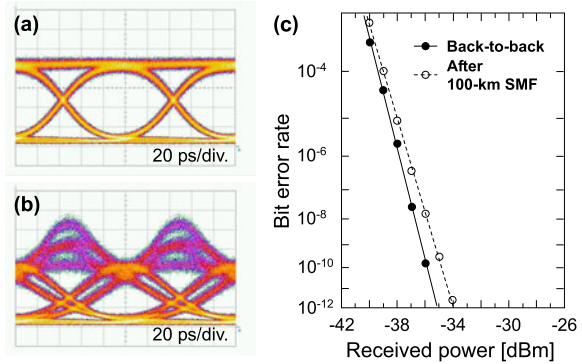 (a)
20 ps/div.
(b)
20 ps/div.
(c)
Back-to-back
After
100-km SMF
Bit error rate
10-4
10-6
10-8
10-10
10-12
-42 -38 -34 -30 -26
Received power [dBm]